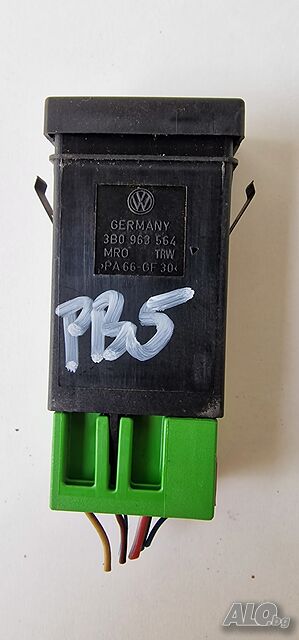 GERMANY
3B0 963 564
MRO TRW
>PA 66-GF 30<
PB5
ALO.bg